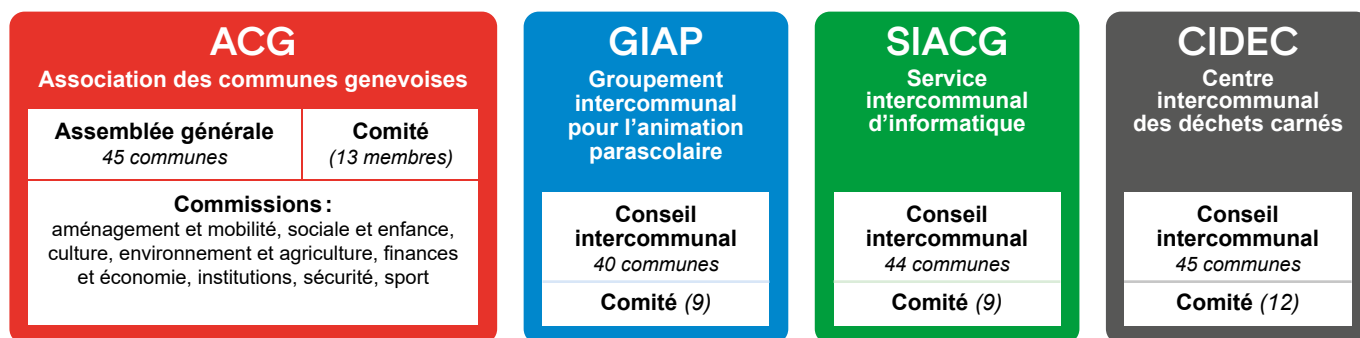 ACG
Association des communes genevoises
Assemblée générale
45 communes
Comité
(13 membres)
Commissions :
aménagement et mobilité, sociale et enfance,
culture, environnement et agriculture, finances
et économie, institutions, sécurité, sport
GIAP
Groupement
intercommunal
pour l’animation
parascolaire
Conseil
intercommunal
40 communes
Comité (9)
SIACG
Service
intercommunal
d’informatique
Conseil
intercommunal
44 communes
Comité (9)
CIDEC
Centre
intercommunal
des déchets carnés
Conseil
intercommunal
45 communes
Comité (12)